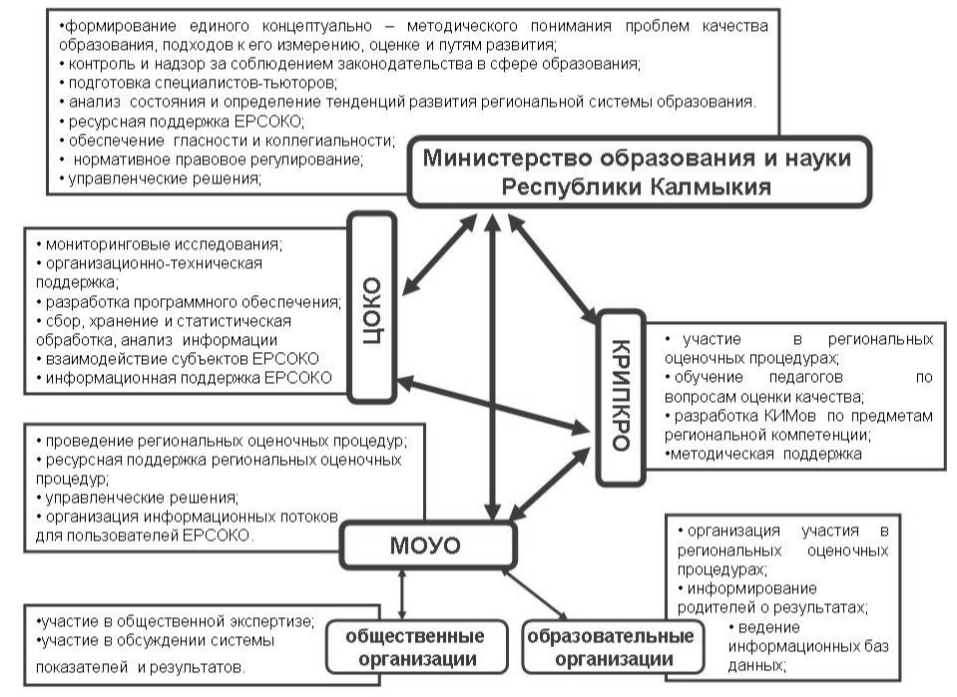 •формирование единого концептуально – методического понимания проблем качества
образования, подходов к его измерению, оценке и путям развития;
• контроль и надзор за соблюдением законодательства в сфере образования;
• подготовка специалистов-тьюторов;
• анализ состояния и определение тенденций развития региональной системы образования.
• ресурсная поддержка ЕРСОКО;
• обеспечение гласности и коллегиальности;
• нормативное правовое регулирование;
• управленческие решения;
Министерство образования и науки
Республики Калмыкия
• мониторинговые исследования;
• организационно-техническая
поддержка;
• разработка программного обеспечения;
• сбор, хранение и статистическая
обработка, анализ информации
• взаимодействие субъектов ЕРСОКО
• информационная поддержка ЕРСОКО
ЦОКО
КРИПКРО
• участие в региональных
оценочных процедурах;
• обучение педагогов по
вопросам оценки качества;
• разработка КИМов по предметам
региональной компетенции;
•методическая поддержка
• проведение региональных оценочных процедур;
• ресурсная поддержка региональных оценочных
процедур;
• управленческие решения;
• организация информационных потоков
для пользователей ЕРСОКО.
МОУО
• организация участия в
региональных оценочных
процедурах;
• информирование
родителей о результатах;
• ведение
информационных баз
данных;
•участие в общественной экспертизе;
•участие в обсуждении системы
показателей и результатов.
общественные
организации
образовательные
организации